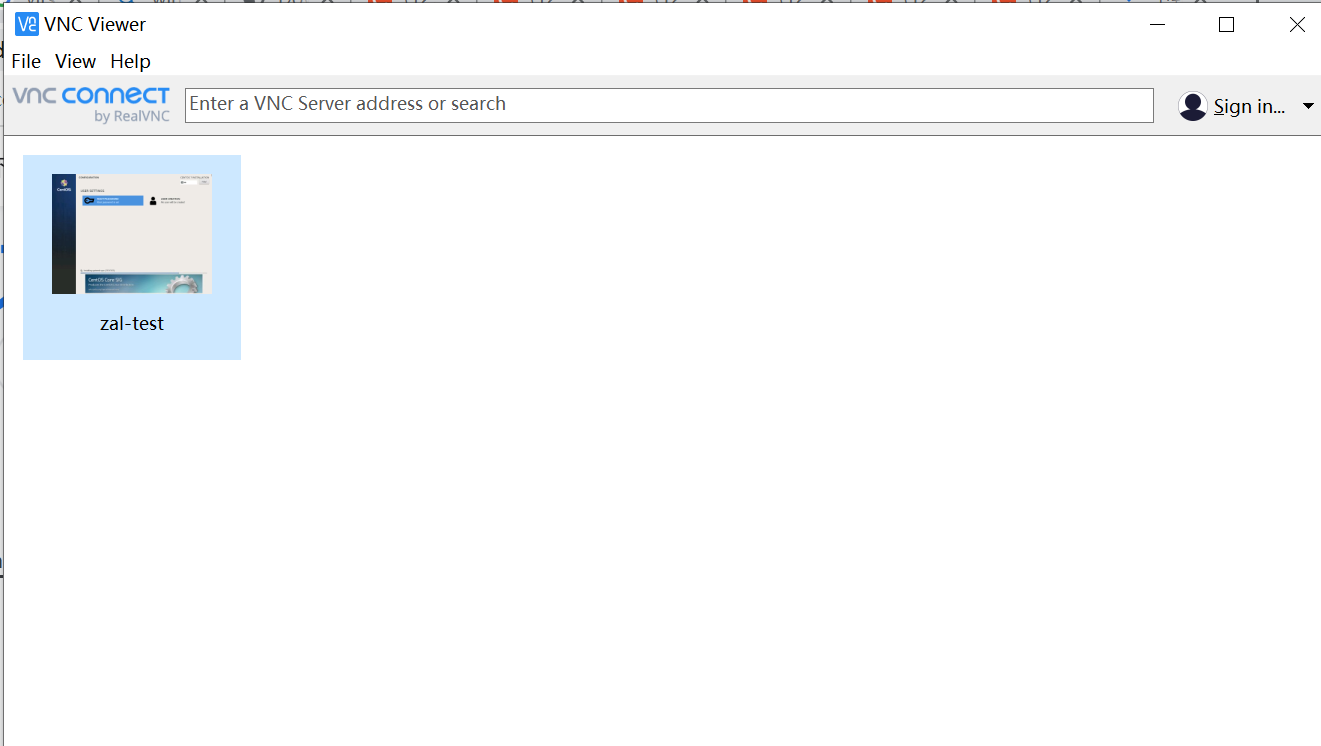 VNC Viewer
File View Help
vnc connect
by RealVNC
Enter a VNC Server address or search
Sign in...
CentOS
zal-test